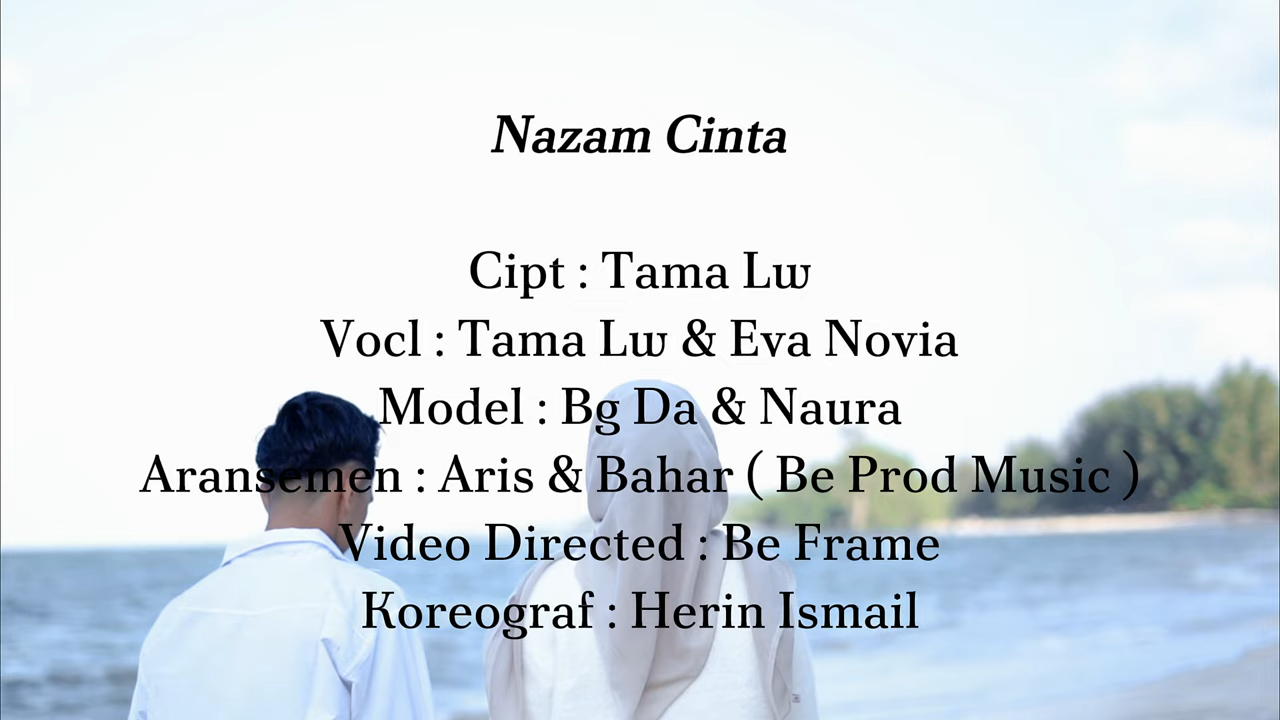 Nazam Cinta
Cipt : Tama Lw
Vocl : Tama Lw & Eva Novia
Model : Bg Da & Naura
Aransemen : Aris & Bahar ( Be Prod Music )
Video Directed : Be Frame
Koreograf : Herin Ismail